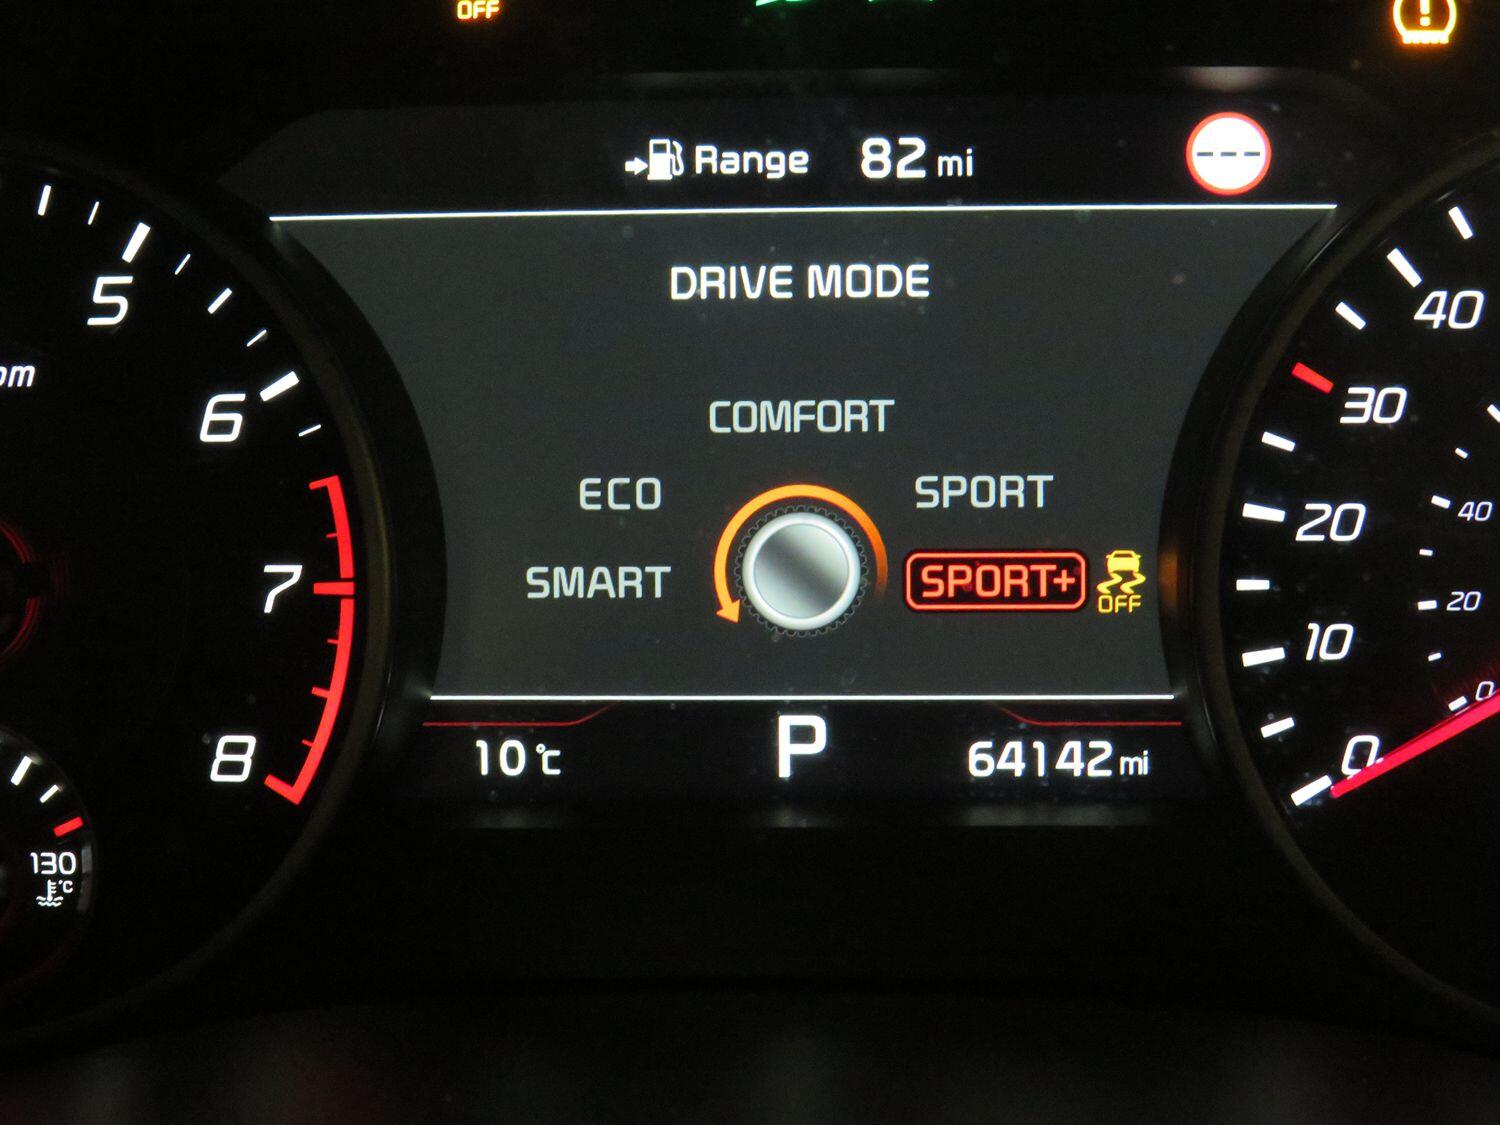 OFF
Range 82 mi
DRIVE MODE
COMFORT
ECO
SPORT
SMART
SPORT+
OFF
10°C
P
64142 mi
5
6
7
8
130
°C
40
30
20
10
0
40
20
0